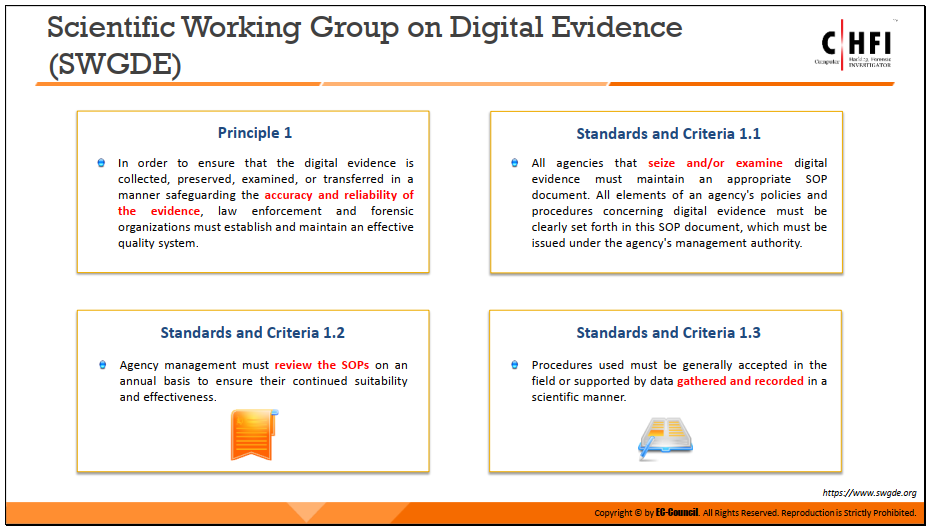 Scientific Working Group on Digital Evidence
(SWGDE)
C HFI
Computer Hacking Forensic
INVESTIGATOR
Principle 1
In order to ensure that the digital evidence is
collected, preserved, examined, or transferred in a
manner safeguarding the accuracy and reliability of
the evidence, law enforcement and forensic
organizations must establish and maintain an effective
quality system.
Standards and Criteria 1.1
All agencies that seize and/or examine digital
evidence must maintain an appropriate SOP
document. All elements of an agency's policies and
procedures concerning digital evidence must be
clearly set forth in this SOP document, which must be
issued under the agency's management authority.
Standards and Criteria 1.2
Agency management must review the SOPs on an
annual basis to ensure their continued suitability
and effectiveness.
Standards and Criteria 1.3
Procedures used must be generally accepted in the
field or supported by data gathered and recorded in a
scientific manner.
https://www.swgde.org
Copyright © by EC-Council. All Rights Reserved. Reproduction is Strictly Prohibited.